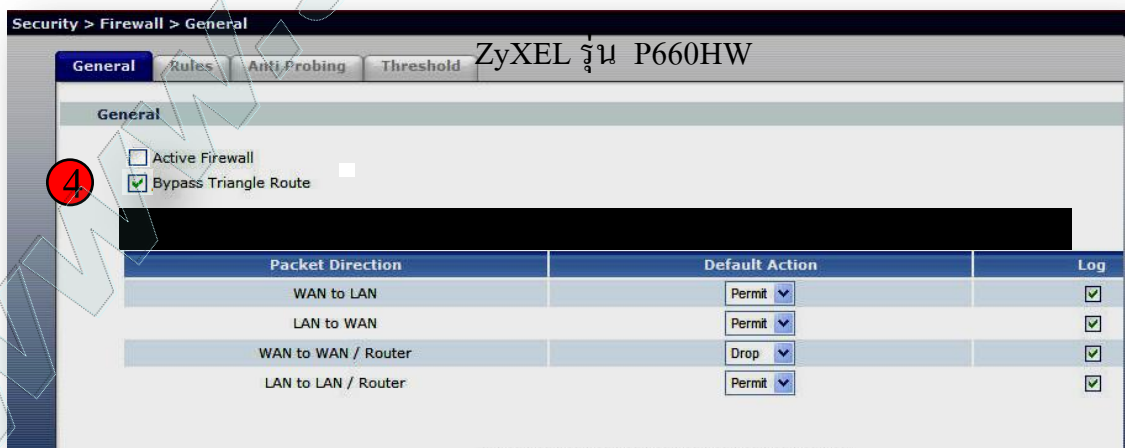 Security > Firewall > General
ZyXEL รุ่น P660HW
General Rules Anti Probing Threshold
General
Active Firewall
4
Bypass Triangle Route
Packet Direction Default Action Log
WAN to LAN Permit
LAN to WAN Permit
WAN to WAN / Router Drop
LAN to LAN / Router Permit